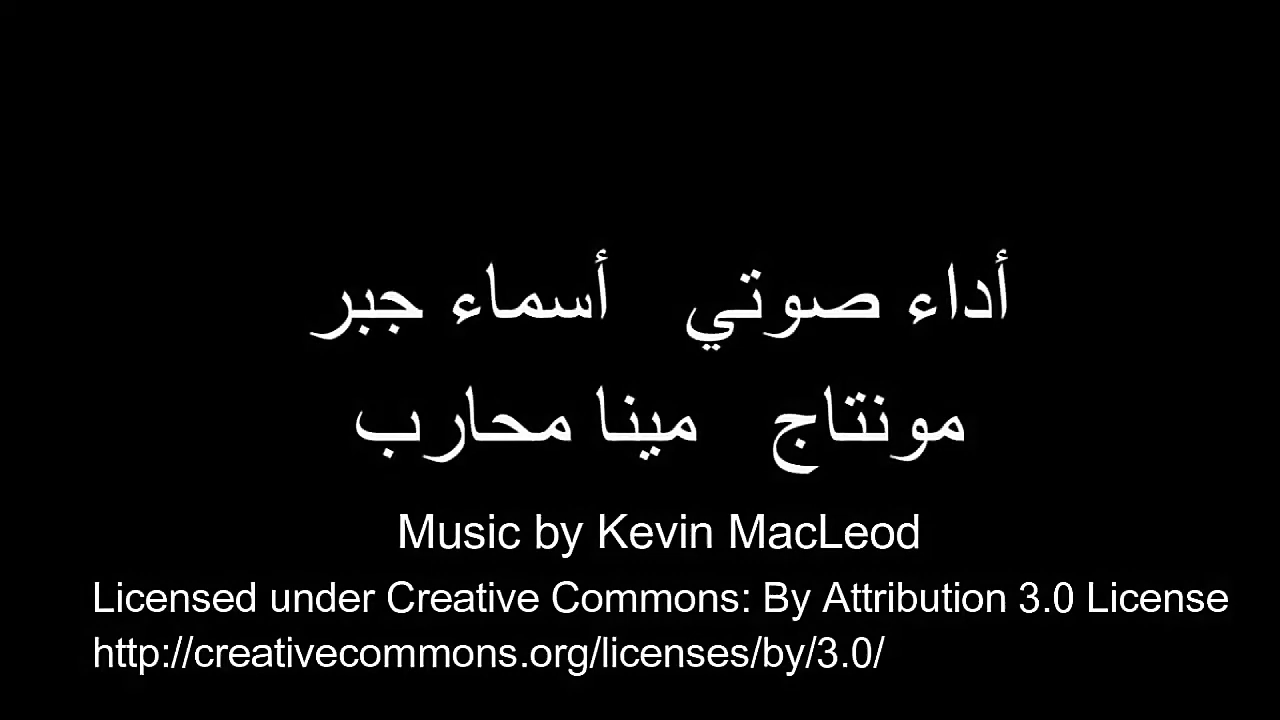 أداء صوتي   أسماء جبر
مونتاج   مينا محارب
Music by Kevin MacLeod
Licensed under Creative Commons: By Attribution 3.0 License
http://creativecommons.org/licenses/by/3.0/